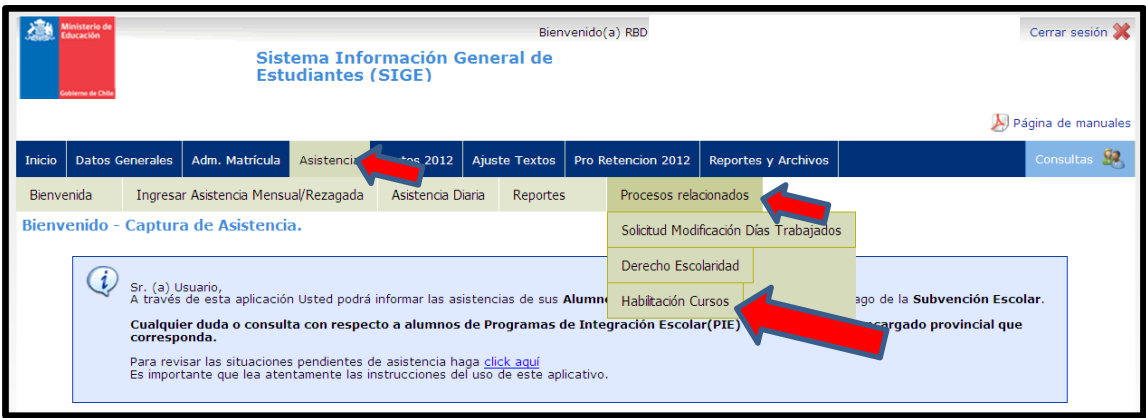 Ministerio de
Educación
Gobierno de Chile
Bienvenido(a) RBD
Cerrar sesión
Sistema Información General de
Estudiantes (SIGE)
Página de manuales
Inicio Datos Generales Adm. Matrícula Asistencia 2012 Ajuste Textos Pro Retencion 2012 Reportes y Archivos Consultas
Bienvenida Ingresar Asistencia Mensual/Rezagada Asistencia Diaria Reportes Procesos relacionados
Solicitud Modificación Días Trabajados
Derecho Escolaridad
Habilitación Cursos
Bienvenido - Captura de Asistencia.
Sr. (a) Usuario,
A través de esta aplicación Usted podrá informar las asistencias de sus de la Subvención Escolar.
Cualquier duda o consulta con respecto a alumnos de Programas de Integración Escolar(PIE) provincial que
corresponda.
Para revisar las situaciones pendientes de asistencia haga click aquí
Es importante que lea atentamente las instrucciones del uso de este aplicativo.